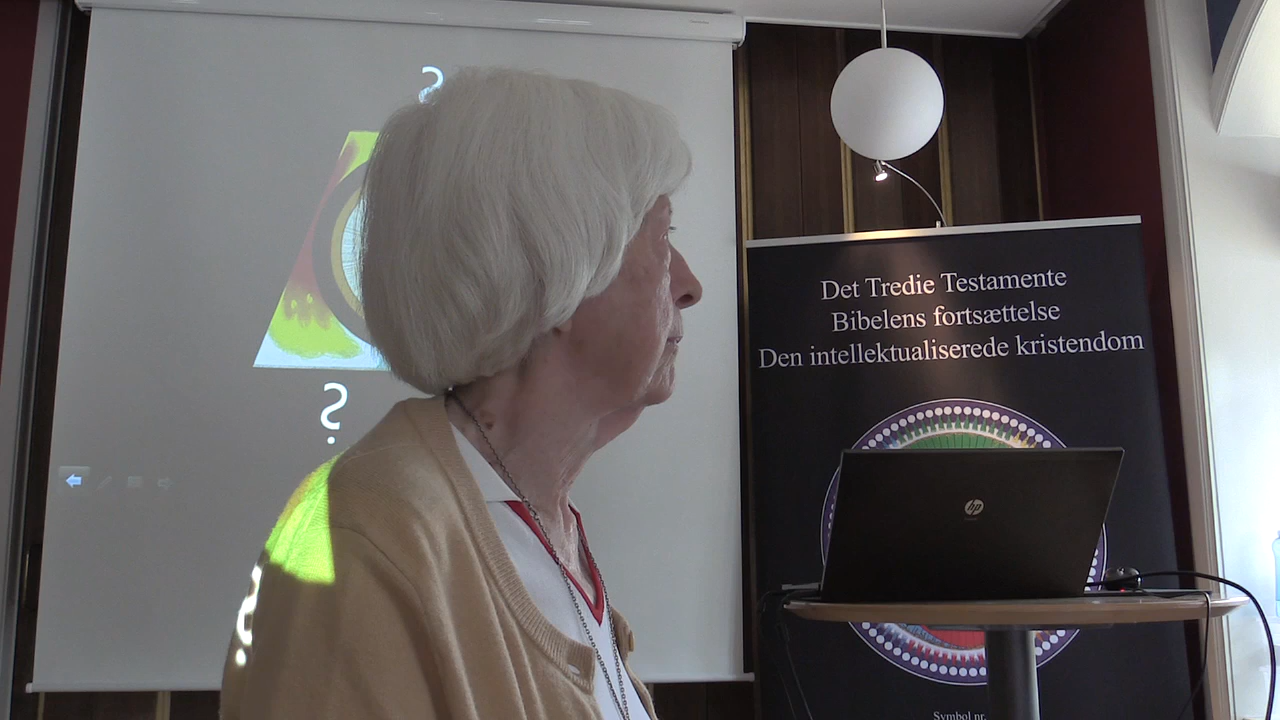 ?
?
Det Tredie Testamente
Bibelens fortsættelse
Den intellektualiserede kristendom
hp
Symbol nr.